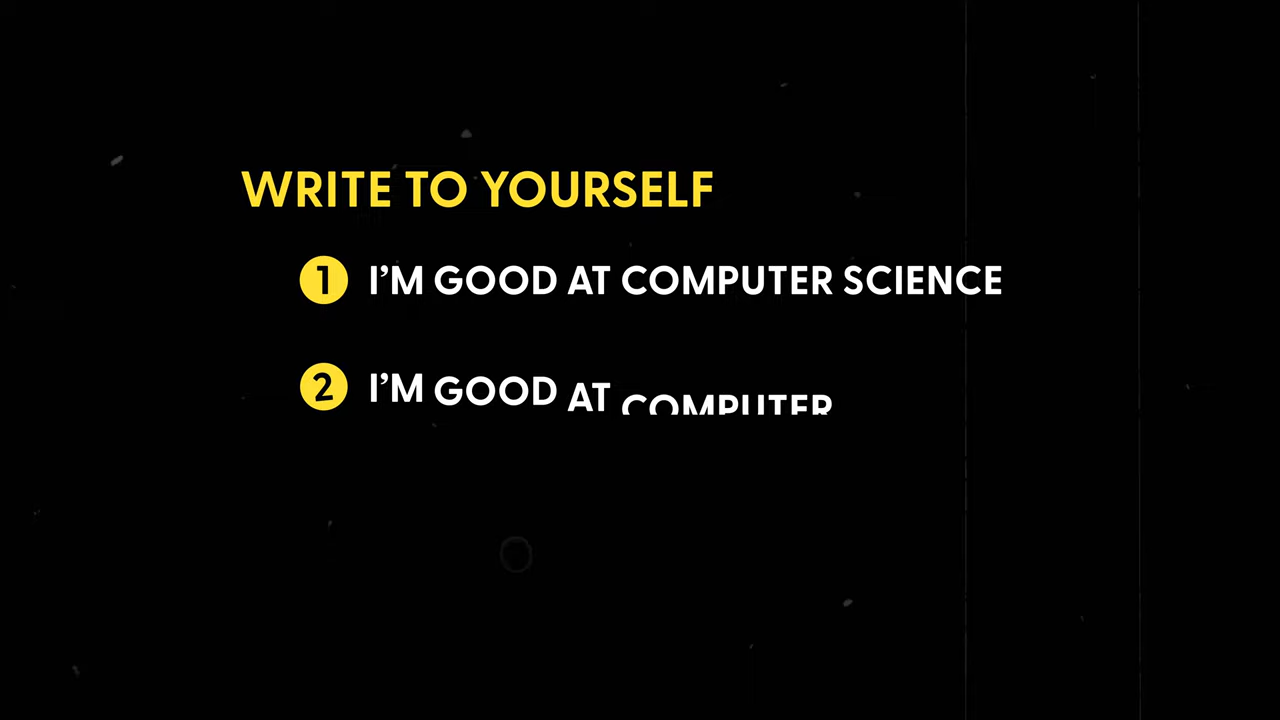 WRITE TO YOURSELF
1 I'M GOOD AT COMPUTER SCIENCE
2 I'M GOOD AT COMPUTER